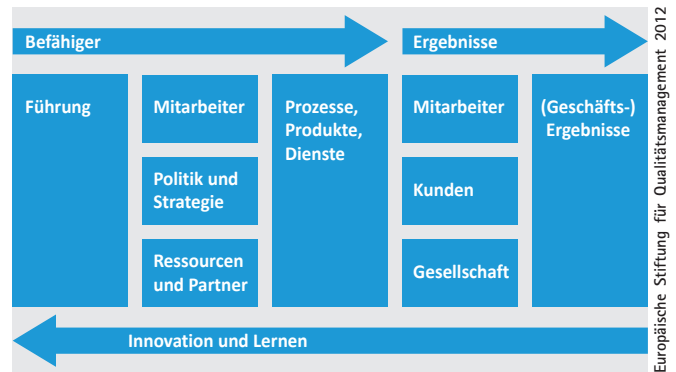 Befähiger
Ergebnisse
Führung
Mitarbeiter
Politik und
Strategie
Ressourcen
und Partner
Prozesse,
Produkte,
Dienste
Mitarbeiter
Kunden
Gesellschaft
(Geschäfts-)
Ergebnisse
Innovation und Lernen
Europäische Stiftung für Qualitätsmanagement 2012